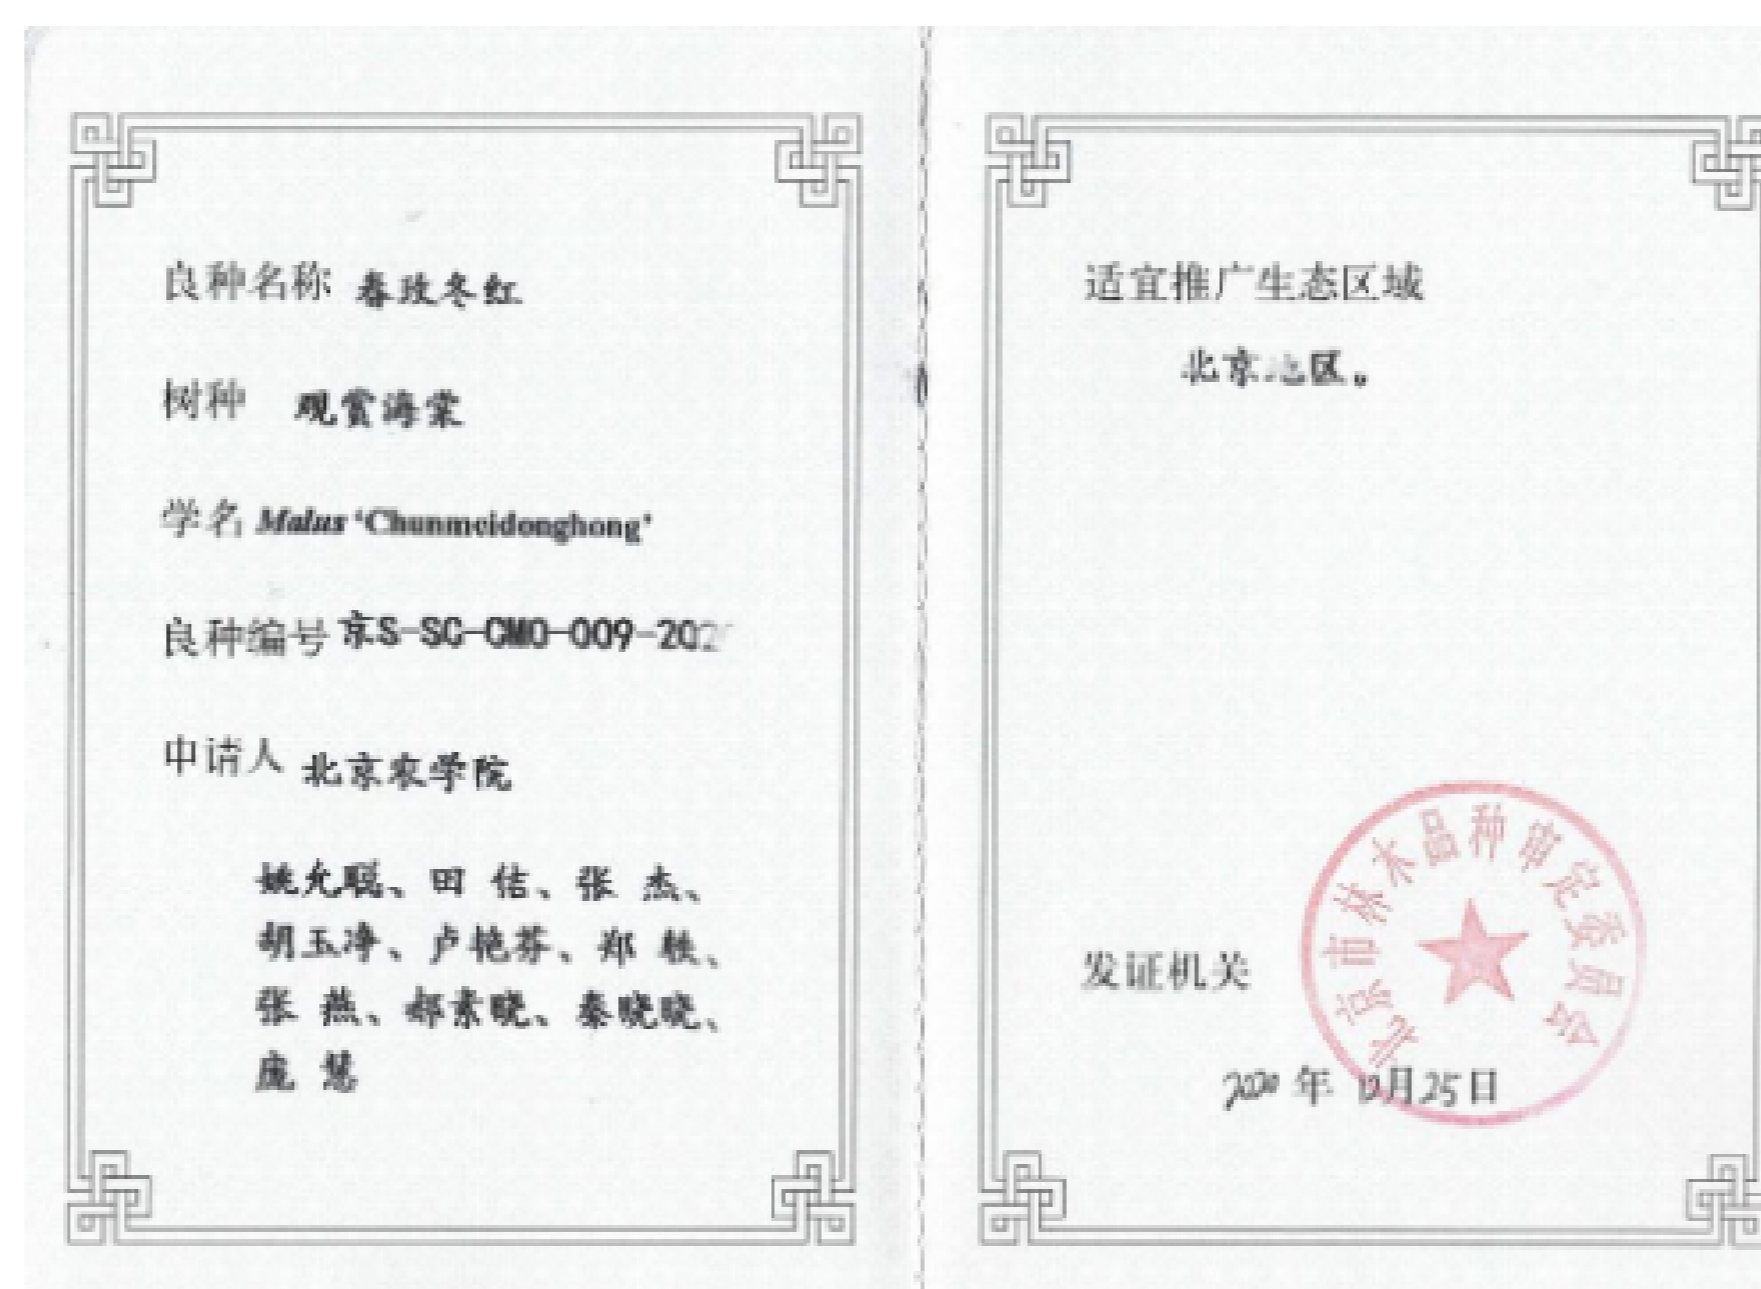 良种名称 春玫冬红
树种 观赏海棠
学名 Malus ‘Chunmeidonghong’
良种编号 京S-SC-CMO-009-202
申请人 北京农学院
姚允聪、田 佶、张 杰、
胡玉净、卢艳芬、郑 轶、
张 燕、郝素晓、秦晓晓、
庞 慧
适宜推广生态区域
北京地区。
发证机关
北京市林木品种审定委员会
2020 年 12月25日